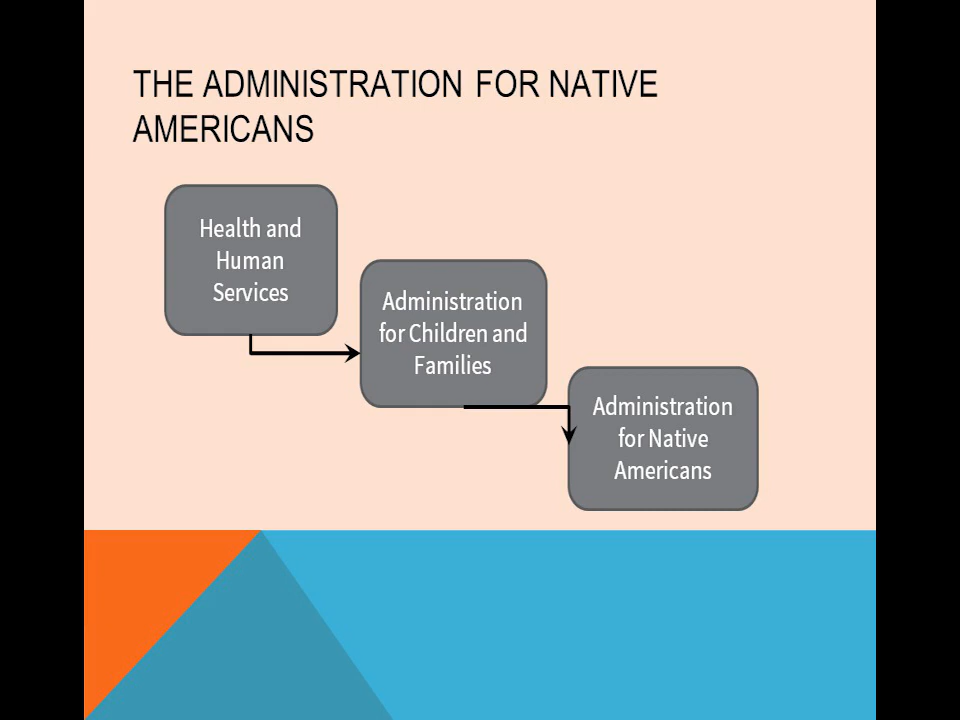 THE ADMINISTRATION FOR NATIVE
AMERICANS
Health and
Human
Services
Administration
for Children and
Families
Administration
for Native
Americans